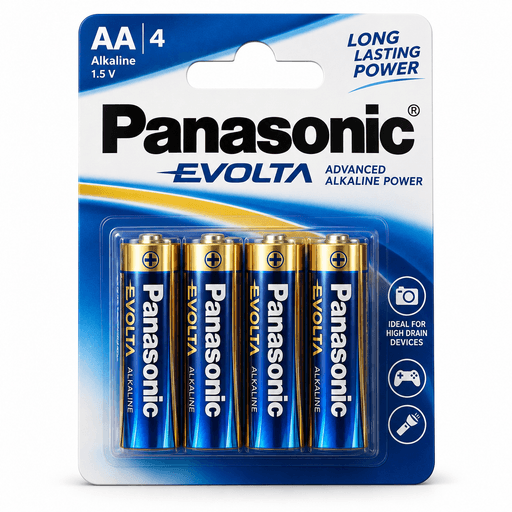 AA | 4
Alkaline
1.5 V
LONG
LASTING
POWER
Panasonic®
EVOLTA
ADVANCED
ALKALINE POWER
Panasonic
EVOLTA
ALKALINE
Panasonic
EVOLTA
ALKALINE
Panasonic
EVOLTA
ALKALINE
Panasonic
EVOLTA
ALKALINE
IDEAL FOR
HIGH DRAIN
DEVICES